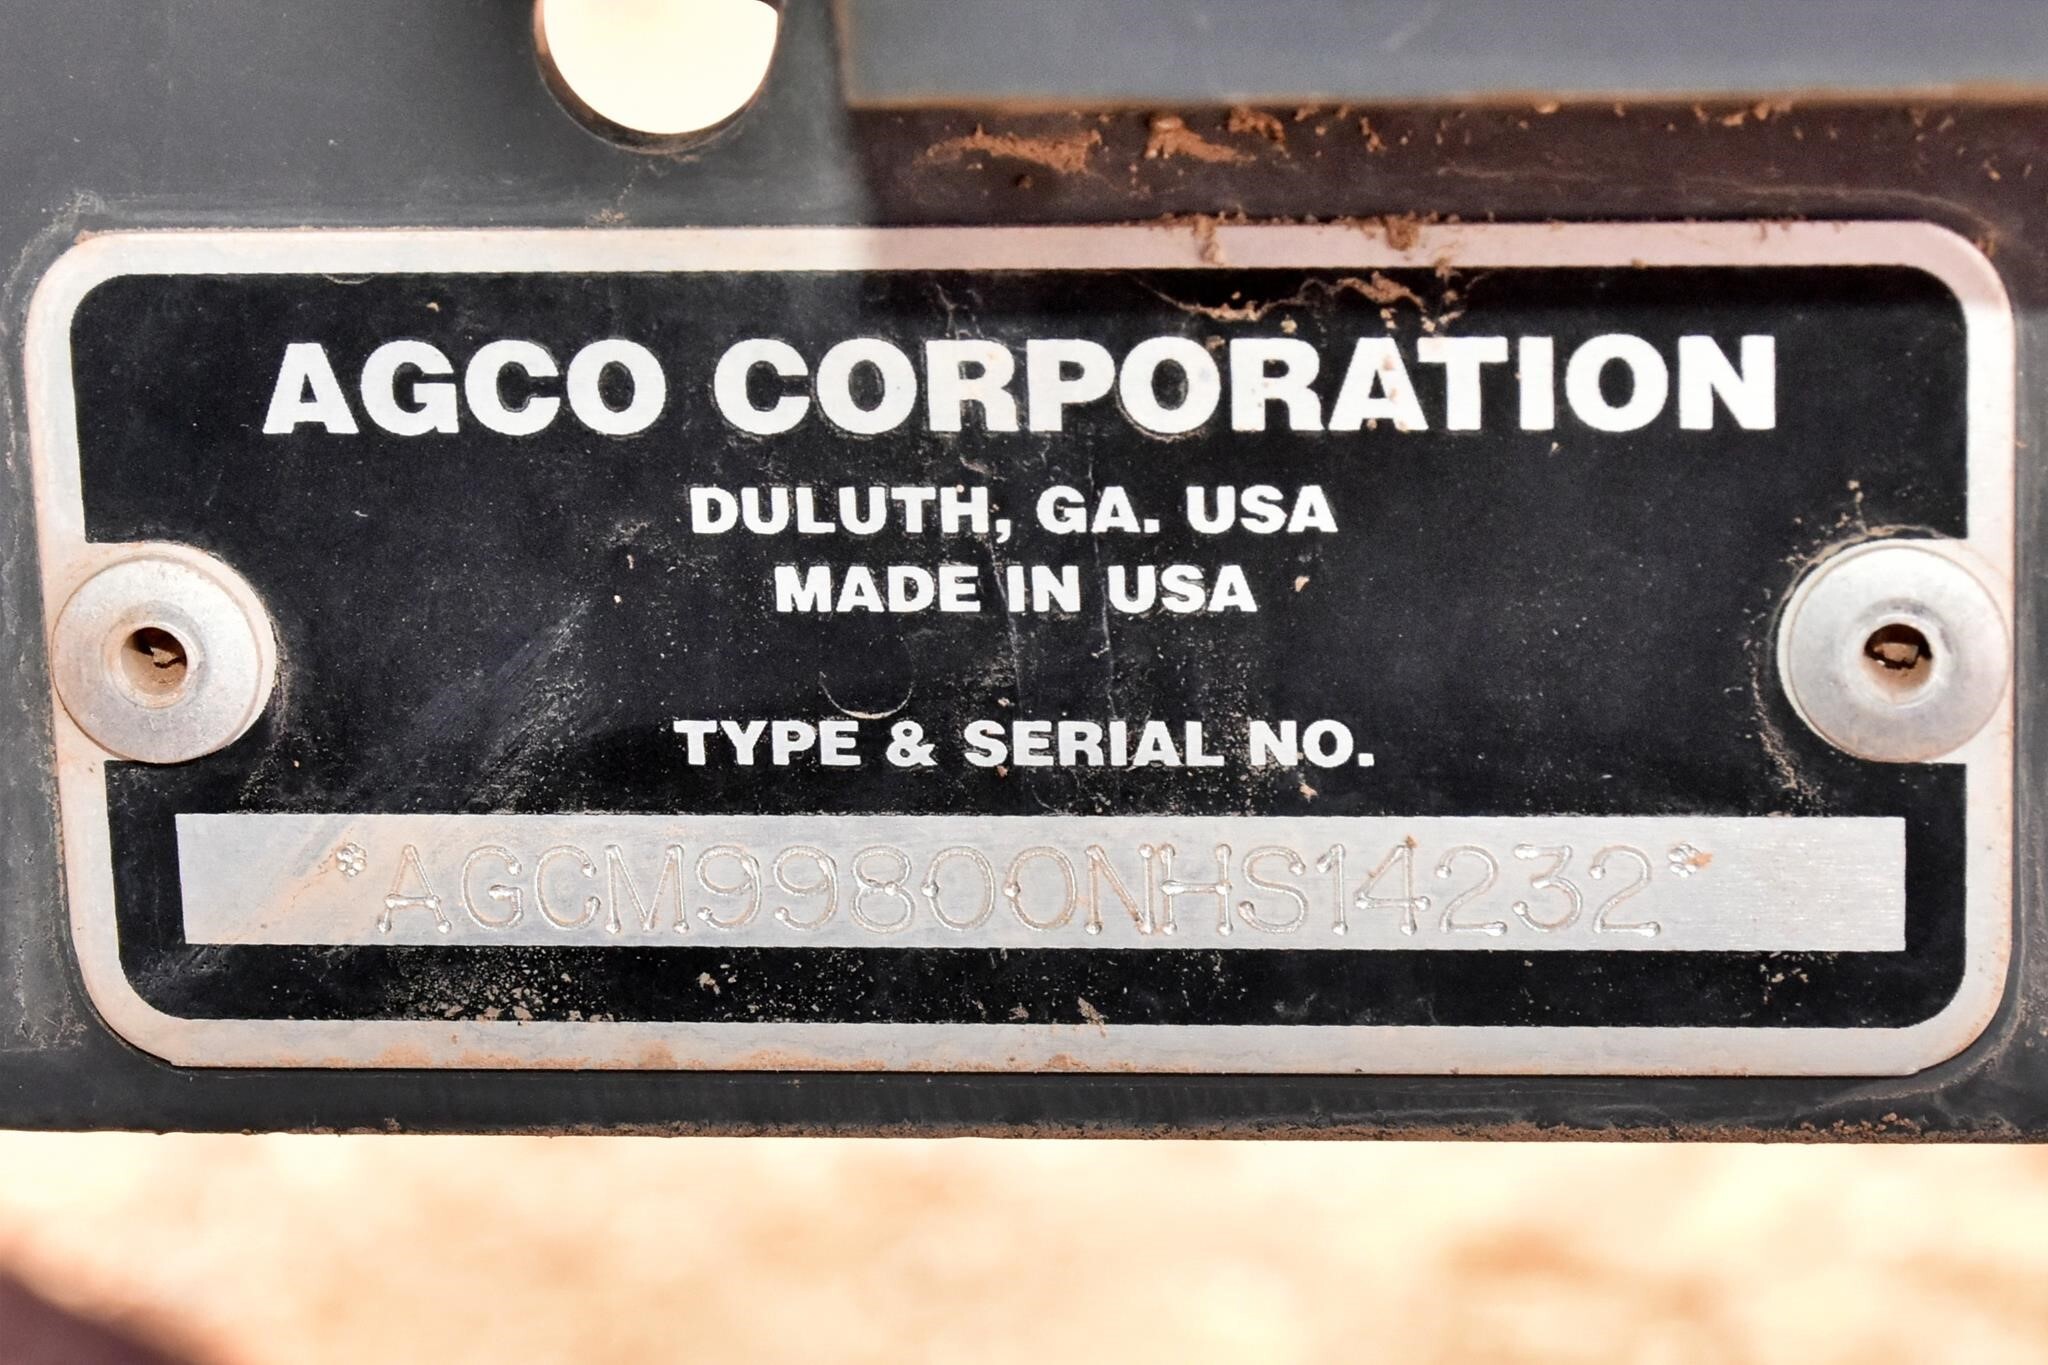 AGCO CORPORATION
DULUTH, GA. USA
MADE IN USA
TYPE & SERIAL NO.
*AGCM99800NHS14232*